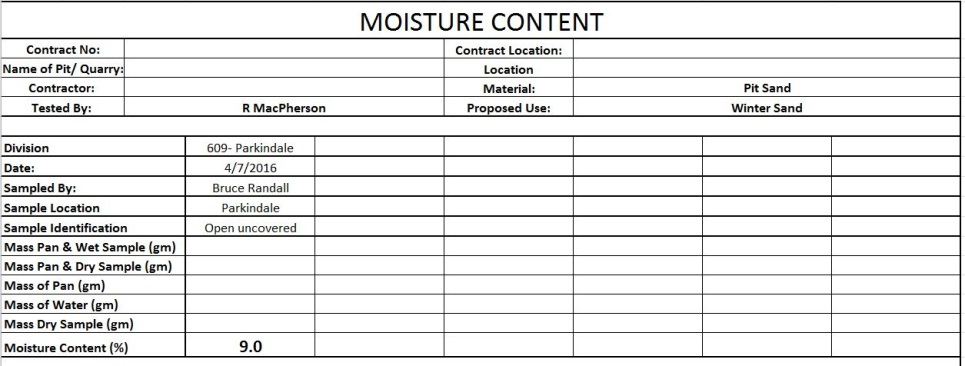 MOISTURE CONTENT
Contract No: Contract Location:
Name of Pit/ Quarry: Location
Contractor: Material: Pit Sand
Tested By: R MacPherson Proposed Use: Winter Sand
Division 609- Parkindale
Date: 4/7/2016
Sampled By: Bruce Randall
Sample Location Parkindale
Sample Identification Open uncovered
Mass Pan & Wet Sample (gm)
Mass Pan & Dry Sample (gm)
Mass of Pan (gm)
Mass of Water (gm)
Mass Dry Sample (gm)
Moisture Content (%) 9.0